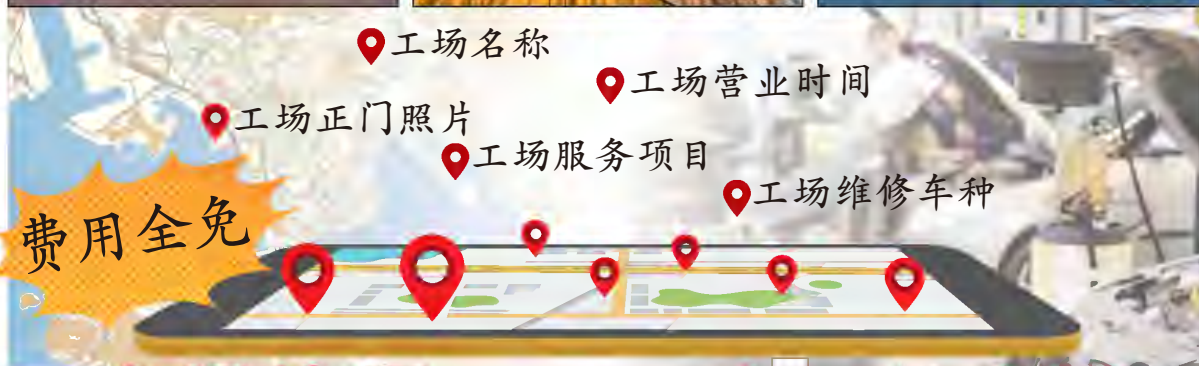 工场名称
工场营业时间
工场正门照片
工场服务项目
工场维修车种
费用全免